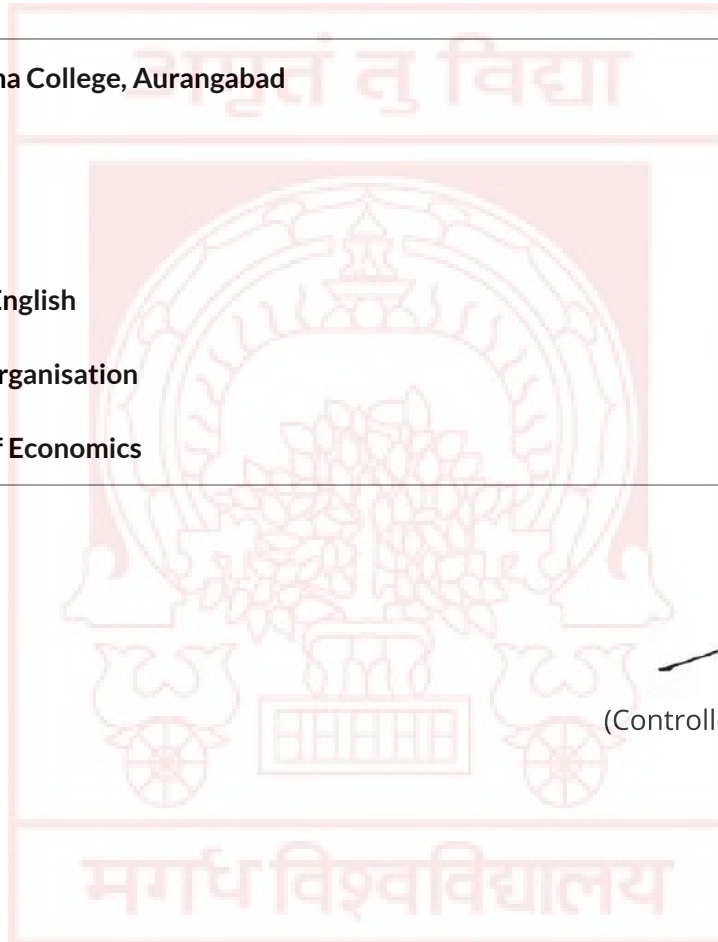 अमृतं तु विद्या
na College, Aurangabad
English
rganisation
f Economics
(Controll
मगध विश्वविद्यालय